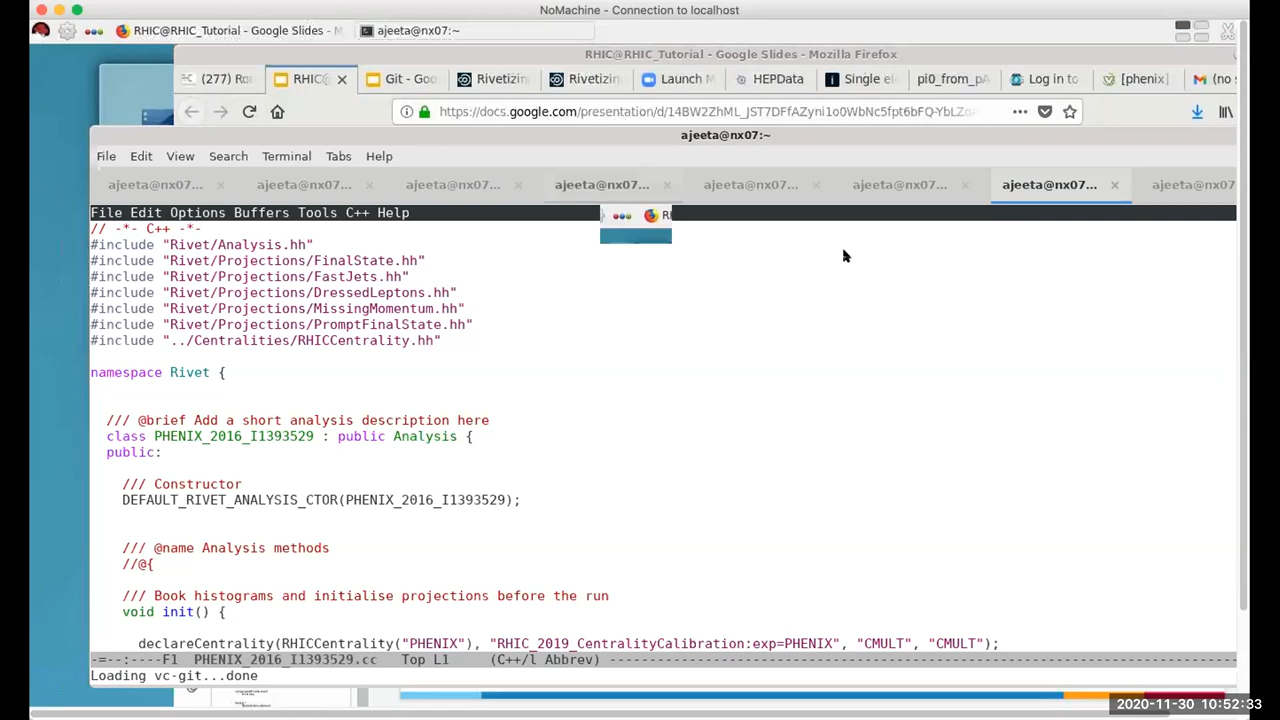 NoMachine - Connection to localhost
RHIC@RHIC_Tutorial - Google Slides - M
ajeeta@nx07:~
RHIC@RHIC_Tutorial - Google Slides - Mozilla Firefox
(277) Ro
RHIC@
Git - Goo
Rivetizin
Rivetizin
Launch M
HEPData
Single el
pi0_from_pA
Log in to
[phenix]
(no s
https://docs.google.com/presentation/d/14BW2ZhML_JST7DFfAZyni1o0WbNc5fpt6bFQ-YbLZoA
ajeeta@nx07:~
File Edit View Search Terminal Tabs Help
ajeeta@nx07... ajeeta@nx07... ajeeta@nx07... ajeeta@nx07... ajeeta@nx07... ajeeta@nx07... ajeeta@nx07... ajeeta@nx07
File Edit Options Buffers Tools C++ Help
// -*- C++ -*-
#include "Rivet/Analysis.hh"
#include "Rivet/Projections/FinalState.hh"
#include "Rivet/Projections/FastJets.hh"
#include "Rivet/Projections/DressedLeptons.hh"
#include "Rivet/Projections/MissingMomentum.hh"
#include "Rivet/Projections/PromptFinalState.hh"
#include "../Centralities/RHICCentrality.hh"
namespace Rivet {
/// @brief Add a short analysis description here
class PHENIX_2016_I1393529 : public Analysis {
public:
/// Constructor
DEFAULT_RIVET_ANALYSIS_CTOR(PHENIX_2016_I1393529);
/// @name Analysis methods
//@{
/// Book histograms and initialise projections before the run
void init() {
declareCentrality(RHICCentrality("PHENIX"), "RHIC_2019_CentralityCalibration:exp=PHENIX", "CMULT", "CMULT");
-=--:----F1 PHENIX_2016_I1393529.cc Top L1 (C++/l Abbrev) --------------------
Loading vc-git...done
2020-11-30 10:52:33